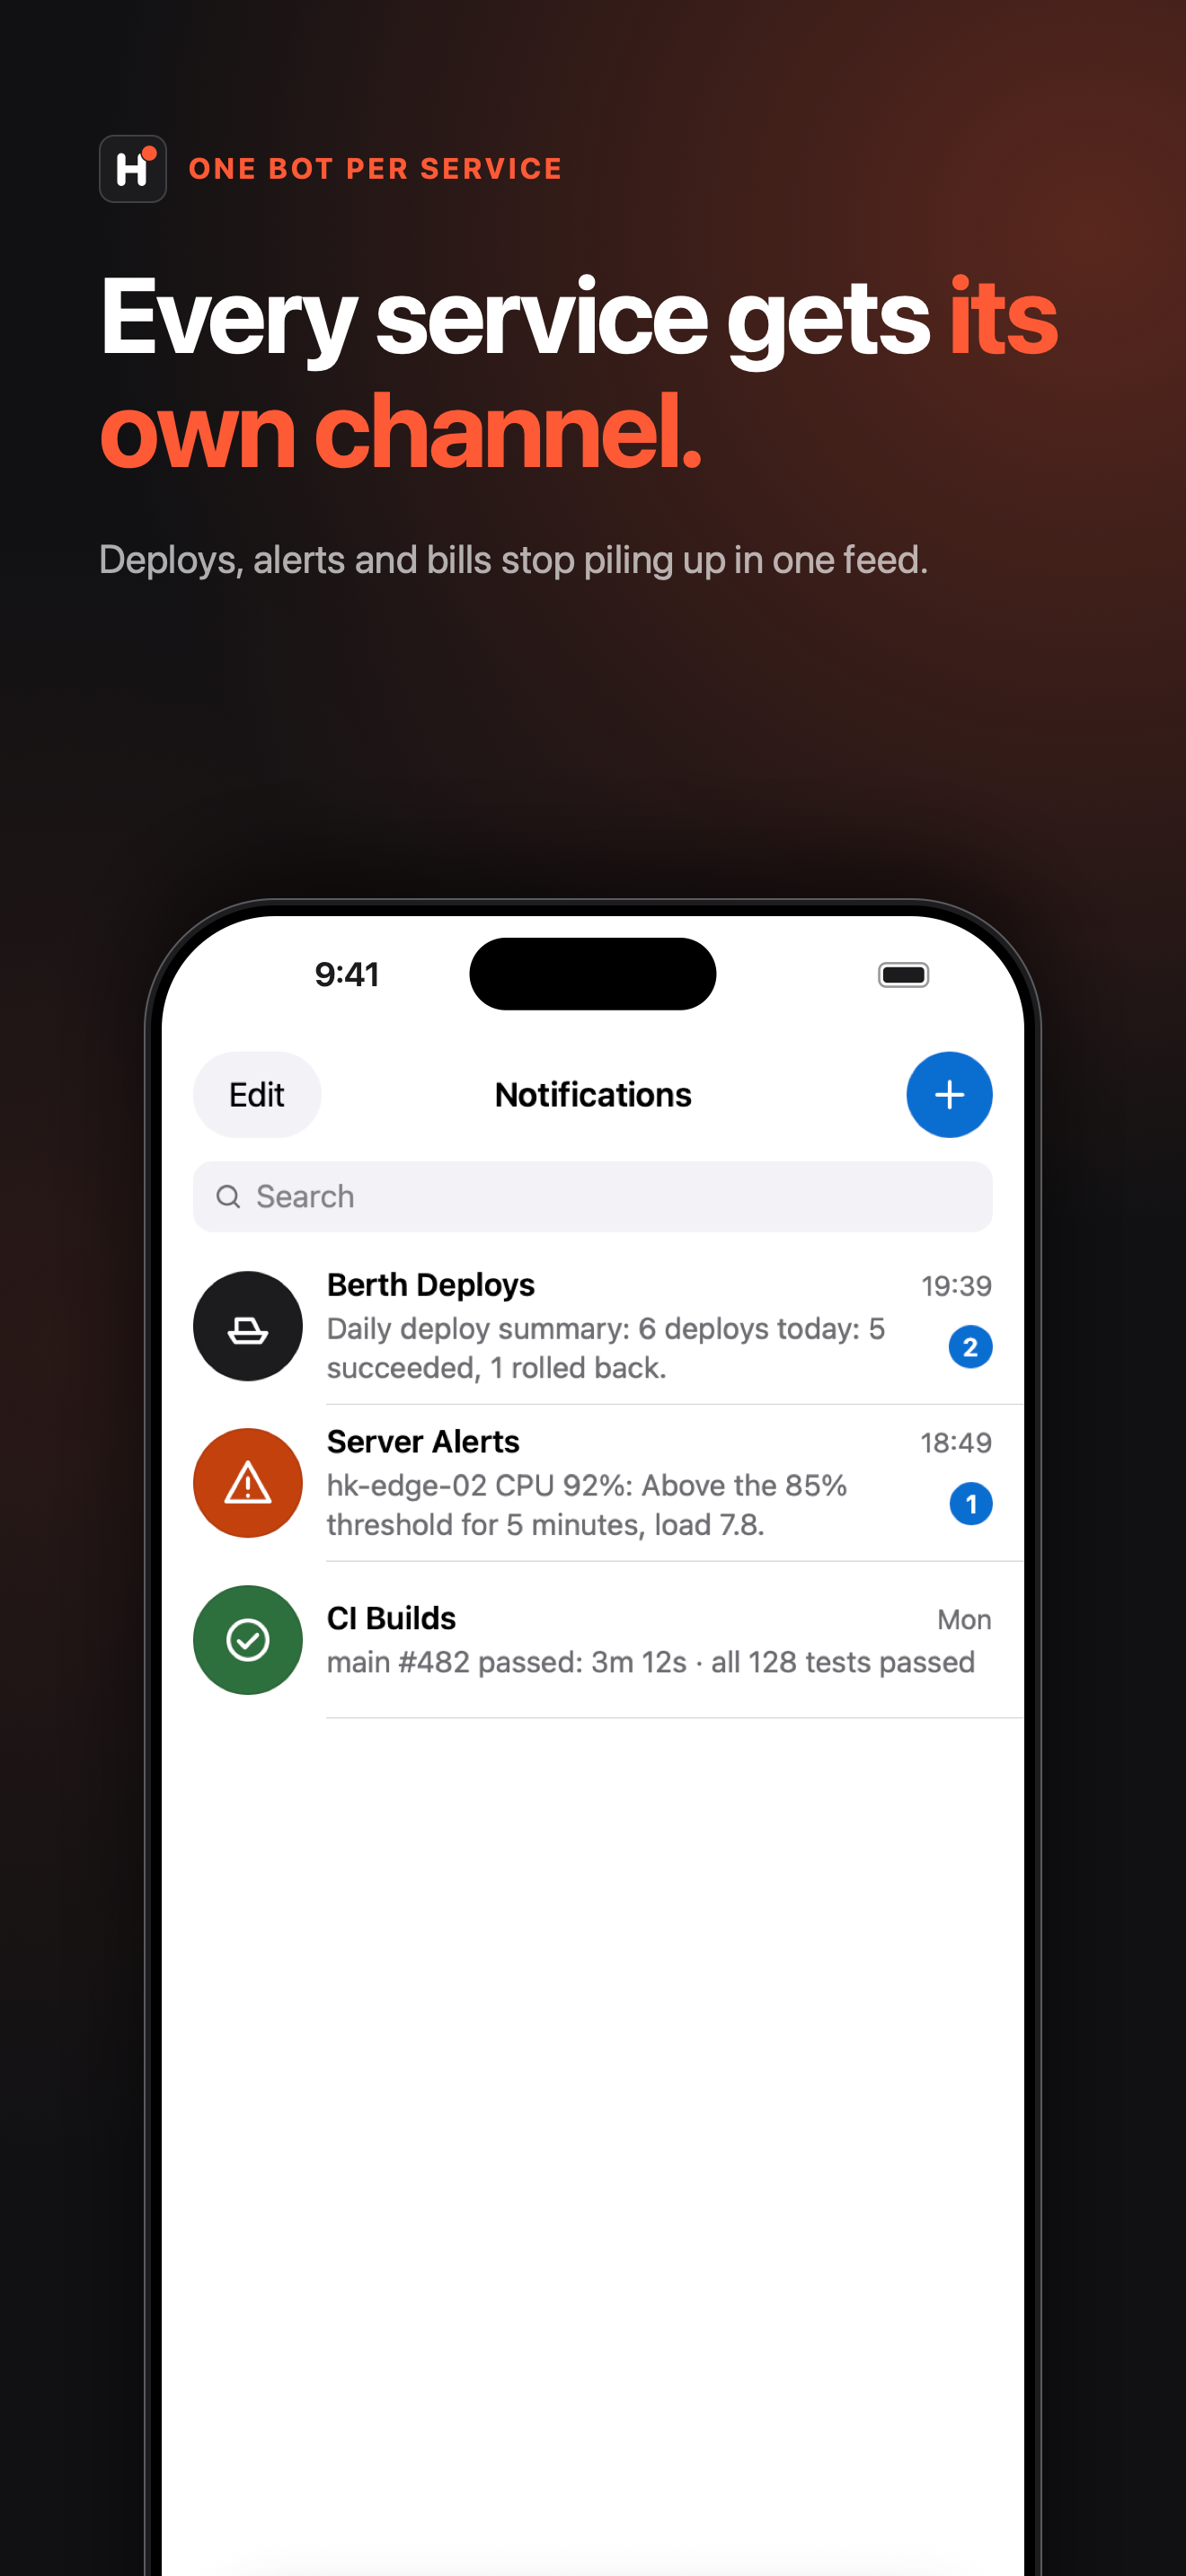 H
ONE BOT PER SERVICE
Every service gets its
own channel.
Deploys, alerts and bills stop piling up in one feed.
9:41
Edit
Notifications
Search
Berth Deploys
19:39
Daily deploy summary: 6 deploys today: 5
succeeded, 1 rolled back.
2
Server Alerts
18:49
hk-edge-02 CPU 92%: Above the 85%
threshold for 5 minutes, load 7.8.
1
CI Builds
Mon
main #482 passed: 3m 12s · all 128 tests passed